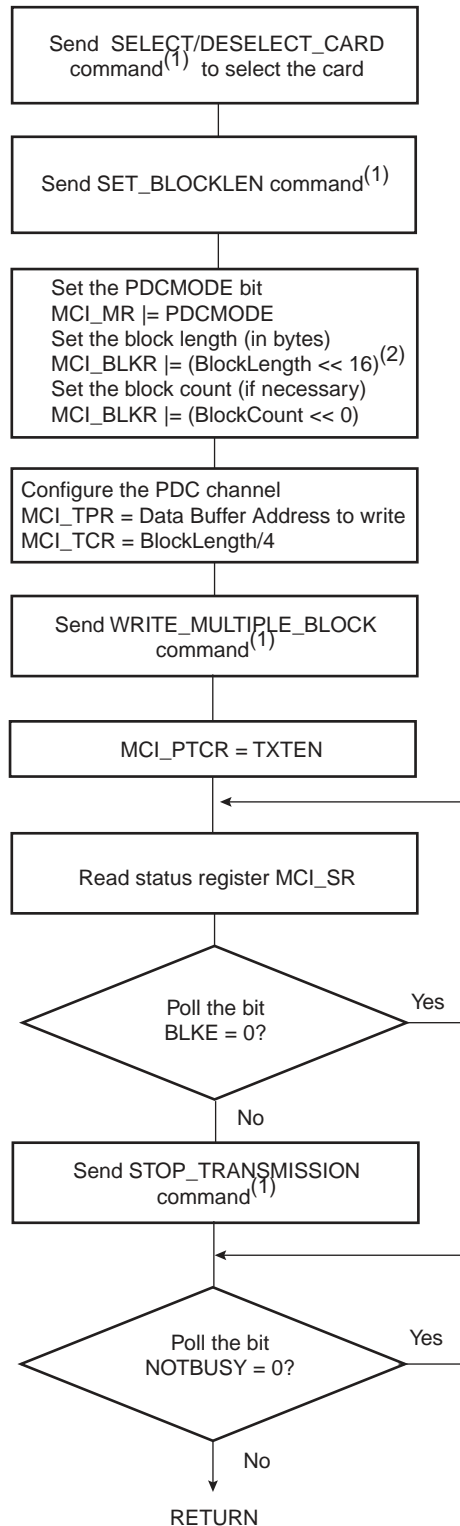 Send SELECT/DESELECT_CARD
command(1) to select the card
Send SET_BLOCKLEN command(1)
Set the PDCMODE bit
MCI_MR |= PDCMODE
Set the block length (in bytes)
MCI_BLKR |= (BlockLength << 16)(2)
Set the block count (if necessary)
MCI_BLKR |= (BlockCount << 0)
Configure the PDC channel
MCI_TPR = Data Buffer Address to write
MCI_TCR = BlockLength/4
Send WRITE_MULTIPLE_BLOCK
command(1)
MCI_PTCR = TXTEN
Read status register MCI_SR
Poll the bit
BLKE = 0?
Yes
No
Send STOP_TRANSMISSION
command(1)
Poll the bit
NOTBUSY = 0?
Yes
No
RETURN